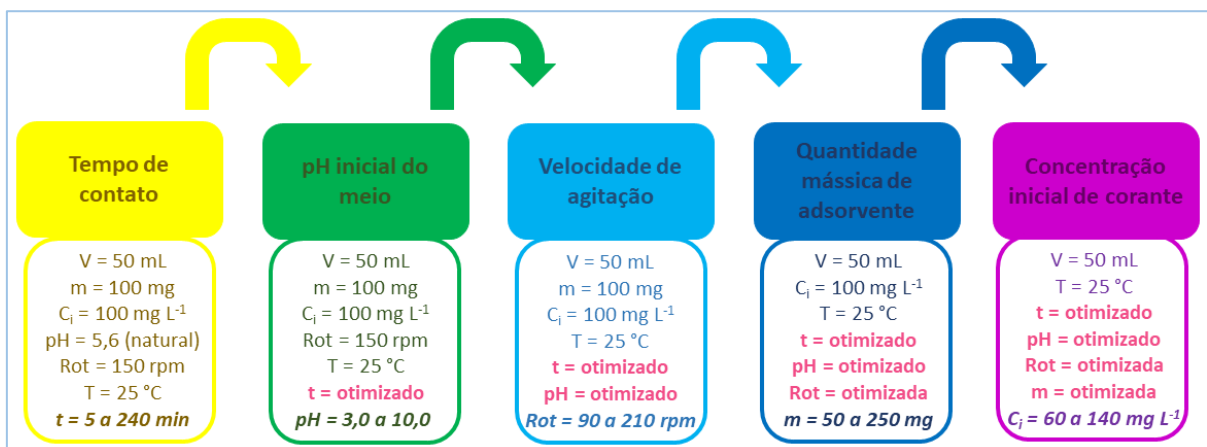 Tempo de
contato
V = 50 mL
m = 100 mg
Cᵢ = 100 mg L⁻¹
pH = 5,6 (natural)
Rot = 150 rpm
T = 25 °C
t = 5 a 240 min
pH inicial do
meio
V = 50 mL
m = 100 mg
Cᵢ = 100 mg L⁻¹
Rot = 150 rpm
T = 25 °C
t = otimizado
pH = 3,0 a 10,0
Velocidade de
agitação
V = 50 mL
m = 100 mg
Cᵢ = 100 mg L⁻¹
T = 25 °C
t = otimizado
pH = otimizado
Rot = 90 a 210 rpm
Quantidade
mássica de
adsorvente
V = 50 mL
Cᵢ = 100 mg L⁻¹
T = 25 °C
t = otimizado
pH = otimizado
Rot = otimizada
m = 50 a 250 mg
Concentração
inicial de corante
V = 50 mL
T = 25 °C
t = otimizado
pH = otimizado
Rot = otimizada
m = otimizada
Cᵢ = 60 a 140 mg L⁻¹